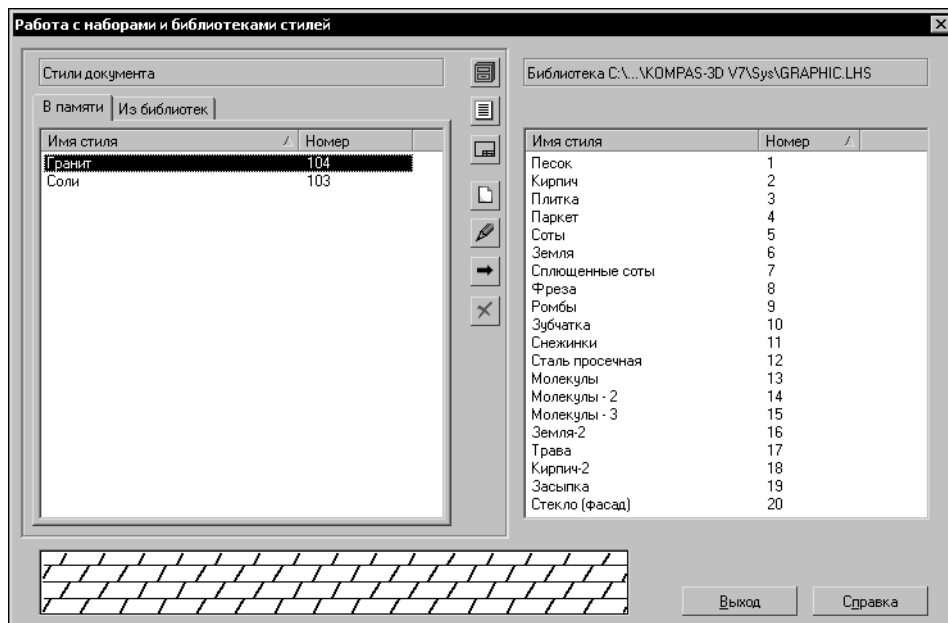 Работа с наборами и библиотеками стилей
Стили документа
В памяти Из библиотек
Имя стиля Номер
Гранит 104
Соли 103
Библиотека C:\...\KOMPAS-3D V7\Sys\GRAPHIC.LHS
Имя стиля Номер
Песок 1
Кирпич 2
Плитка 3
Паркет 4
Соты 5
Земля 6
Сплющенные соты 7
Фреза 8
Ромбы 9
Зубчатка 10
Снежинки 11
Сталь просечная 12
Молекулы 13
Молекулы - 2 14
Молекулы - 3 15
Земля-2 16
Трава 17
Кирпич-2 18
Засыпка 19
Стекло (фасад) 20
Выход Справка